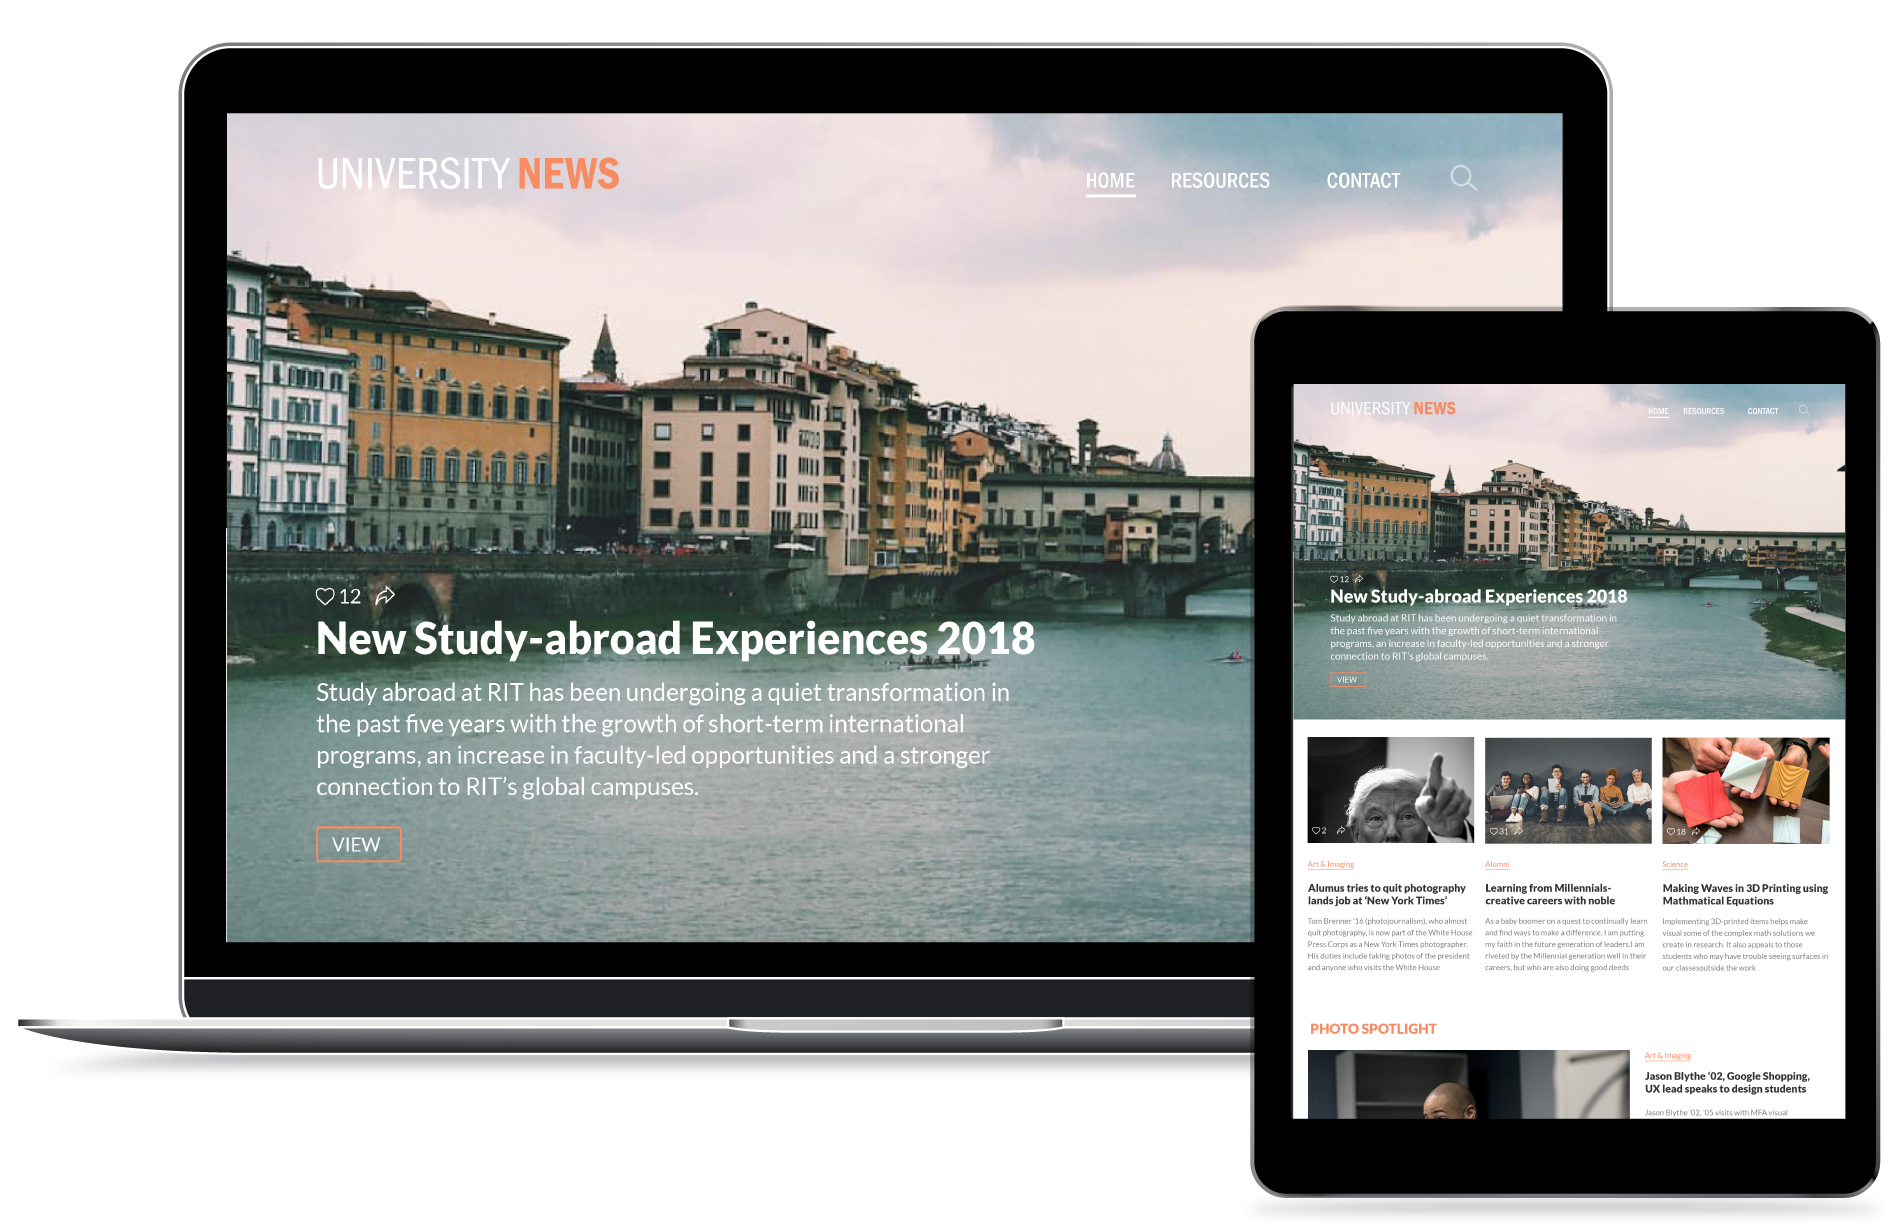 UNIVERSITY NEWS
HOME RESOURCES CONTACT
12
New Study-abroad Experiences 2018
Study abroad at RIT has been undergoing a quiet transformation in
the past five years with the growth of short-term international
programs, an increase in faculty-led opportunities and a stronger
connection to RIT's global campuses.
VIEW
UNIVERSITY NEWS
HOME RESOURCES CONTACT
12
New Study-abroad Experiences 2018
Study abroad at RIT has been undergoing a quiet transformation in
the past five years with the growth of short-term international
programs, an increase in faculty-led opportunities and a stronger
connection to RIT's global campuses.
VIEW
2
Art & Imaging
Alumus tries to quit photography
lands job at ‘New York Times’
Tom Brenner ’16 (photojournalism), who almost
quit photography, is now part of the White House
Press Corps as a New York Times photographer.
His duties include taking photos of the president
and anyone who visits the White House
31
Alumni
Learning from Millennials-
creative careers with noble
As a baby boomer on a quest to continually learn
and find ways to make a difference, I am putting
my faith in the future generation of leaders.I am
riveted by the Millennial generation well in their
careers, but who are also doing good deeds
18
Science
Making Waves in 3D Printing using
Mathmatical Equations
Implementing 3D-printed items helps make
visual some of the complex math solutions we
create in research. It also appeals to those
students who may have trouble seeing surfaces in
our classesoutside the work
PHOTO SPOTLIGHT
Art & Imaging
Jason Blythe ‘02, Google Shopping,
UX lead speaks to design students
Jason Blythe ’02, ’05 visits with MFA visual